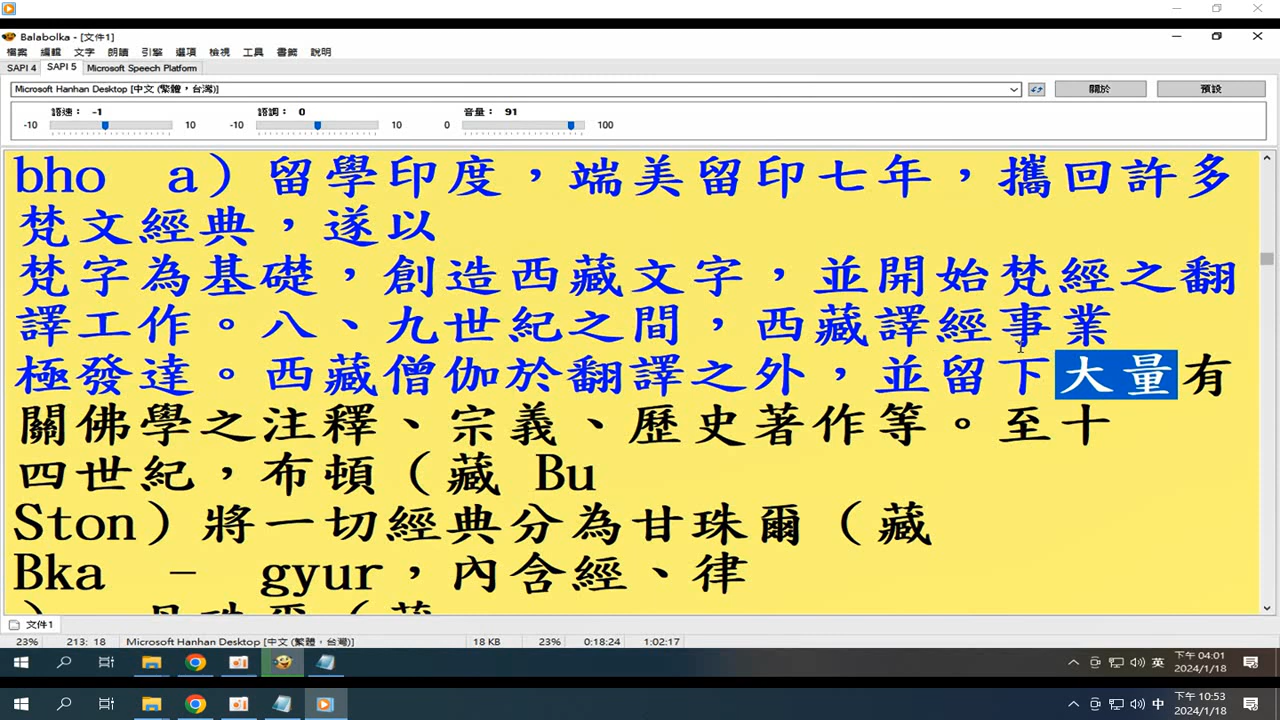 Balabolka - [文件1]
檔案 編輯 文字 朗讀 引擎 選項 檢視 工具 書籤 說明
SAPI 4 SAPI 5 Microsoft Speech Platform
Microsoft Hanhan Desktop [中文 (繁體，台灣)] 關於 預設
語速： -1 語調： 0 音量： 91
-10 10 -10 10 0 100
bho a）留學印度，端美留印七年，攜回許多
梵文經典，遂以
梵字為基礎，創造西藏文字，並開始梵經之翻
譯工作。八、九世紀之間，西藏譯經事業
極發達。西藏僧伽於翻譯之外，並留下大量有
關佛學之注釋、宗義、歷史著作等。至十
四世紀，布頓（藏 Bu
Ston）將一切經典分為甘珠爾（藏
Bka － gyur，內含經、律
）、丹珠爾（藏
文件1
23% 213: 18 Microsoft Hanhan Desktop [中文 (繁體，台灣)] 18 KB 23% 0:18:24 1:02:17
英 下午 04:01
2024/1/18
中 下午 10:53
2024/1/18